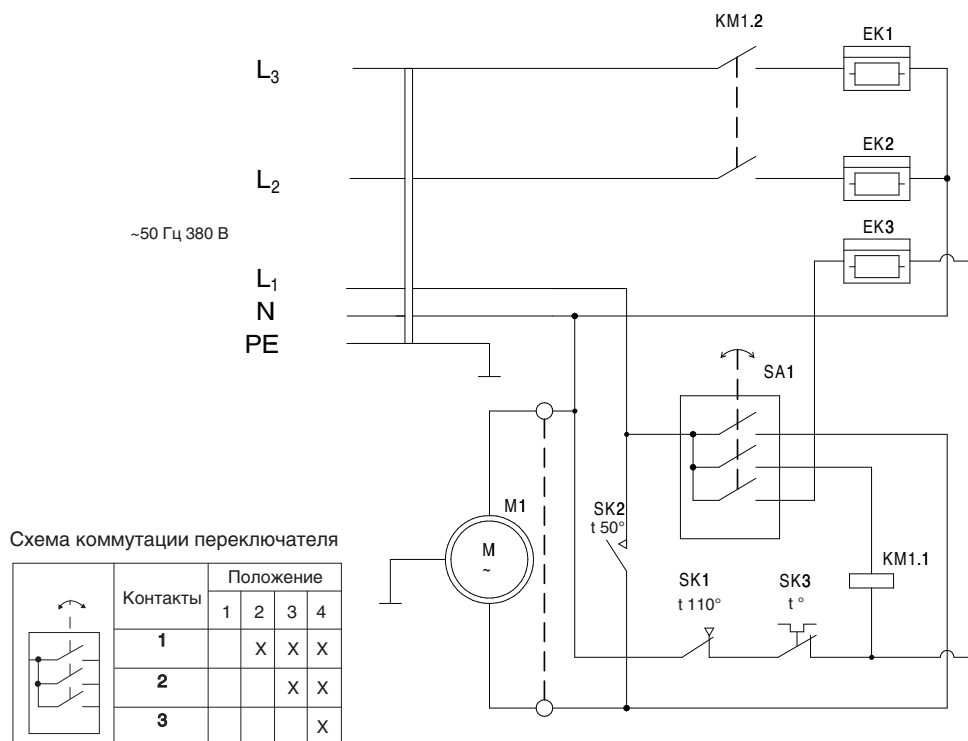 KM1.2
EK1
L₃
EK2
L₂
EK3
~50 Гц 380 В
L₁
N
PE
SA1
M1
SK2
t 50°
M
~
KM1.1
SK1
t 110°
SK3
t °
Схема коммутации переключателя
Контакты
Положение
1 2 3 4
1 X X X
2 X X
3 X